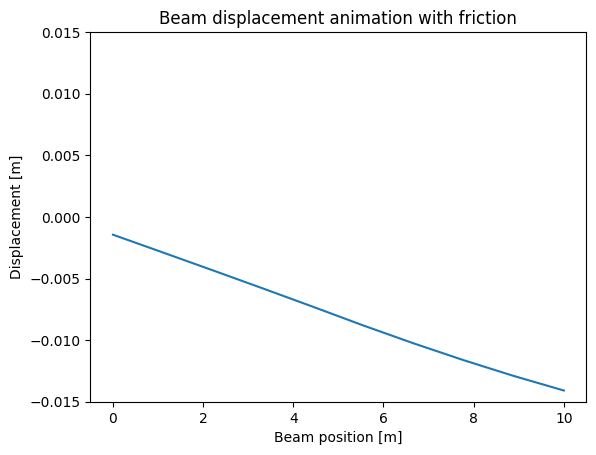 Beam displacement animation with friction
0.015
0.010
0.005
0.000
−0.005
−0.010
−0.015
Displacement [m]
0 2 4 6 8 10
Beam position [m]